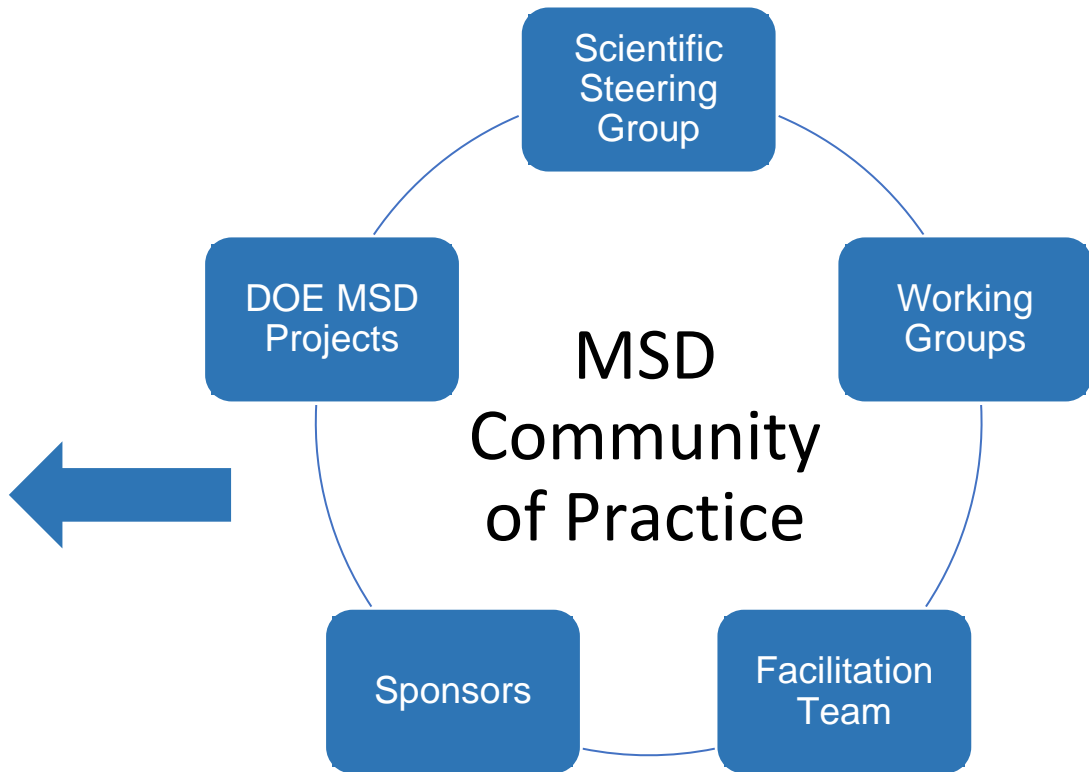 Scientific
Steering
Group
DOE MSD
Projects
Working
Groups
MSD
Community
of Practice
Sponsors
Facilitation
Team